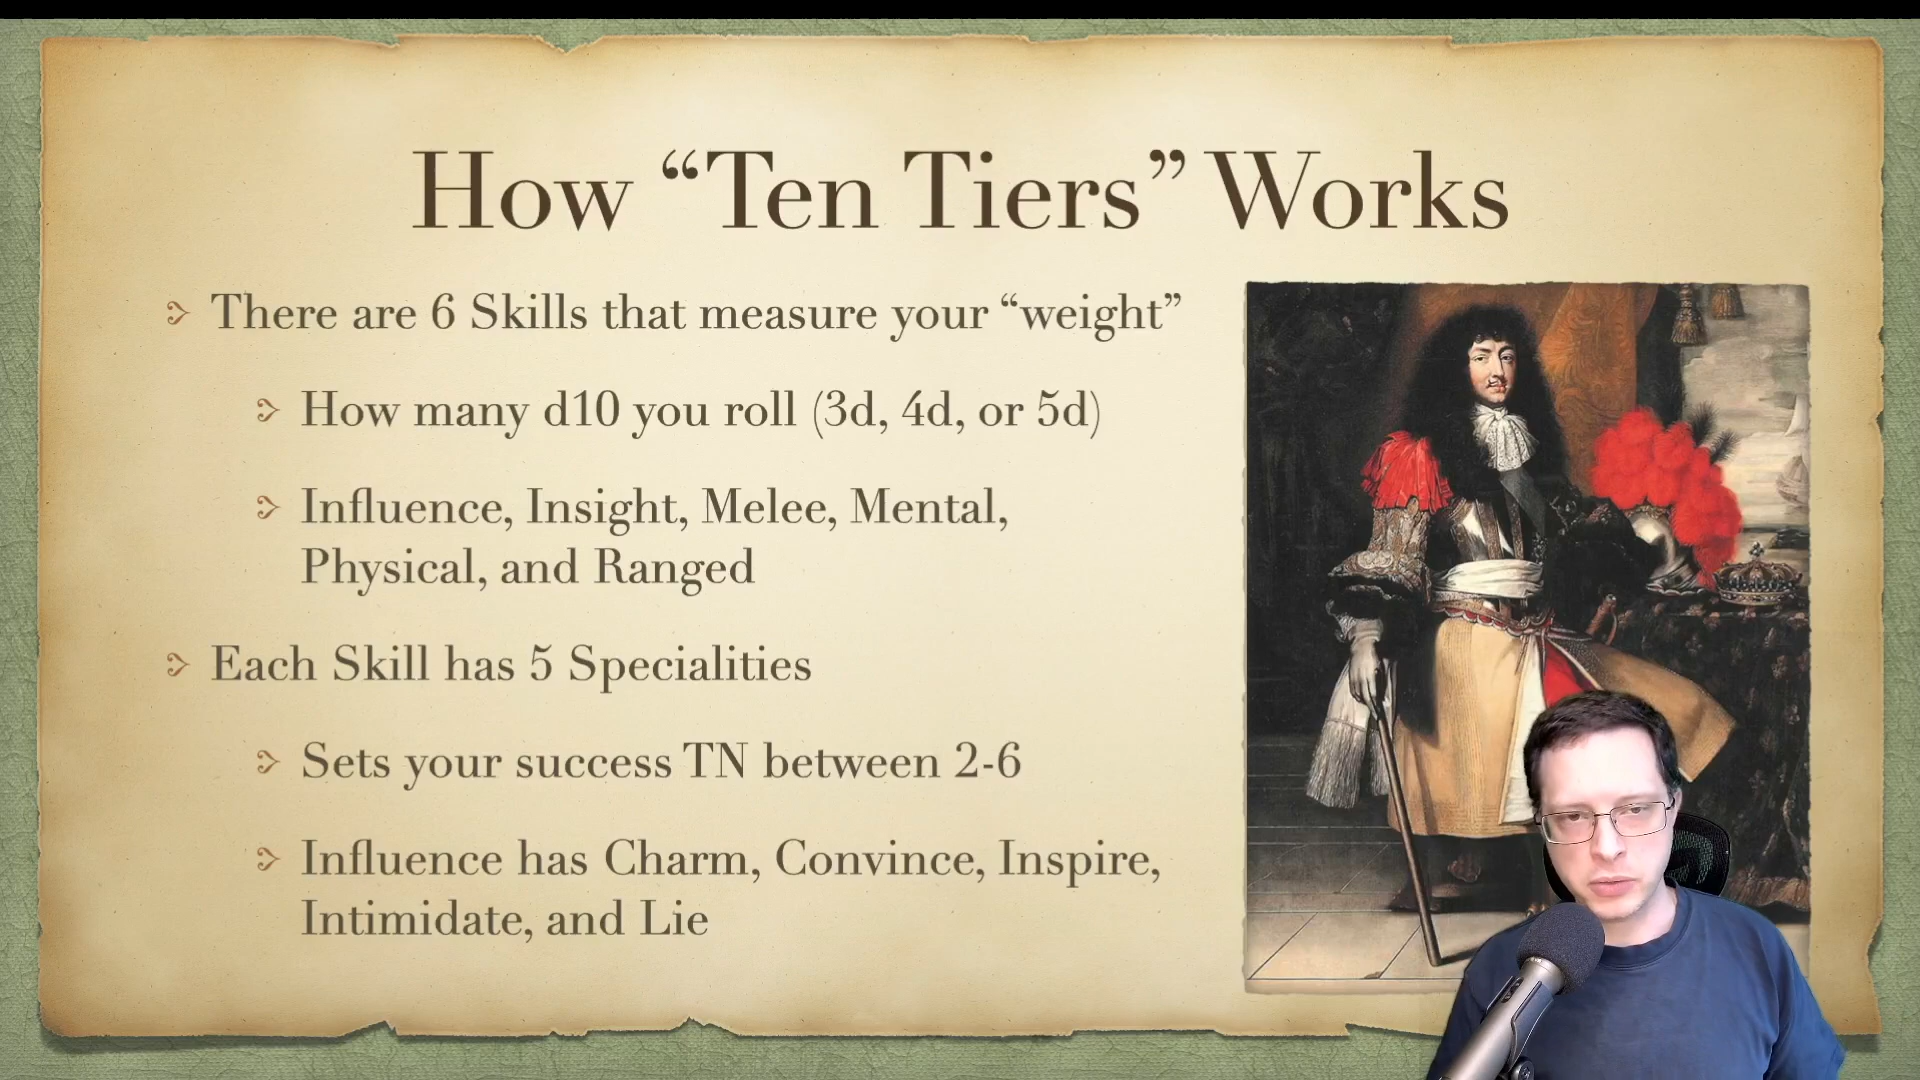 How “Ten Tiers” Works
There are 6 Skills that measure your “weight”
How many d10 you roll (3d, 4d, or 5d)
Influence, Insight, Melee, Mental,
Physical, and Ranged
Each Skill has 5 Specialities
Sets your success TN between 2-6
Influence has Charm, Convince, Inspire,
Intimidate, and Lie